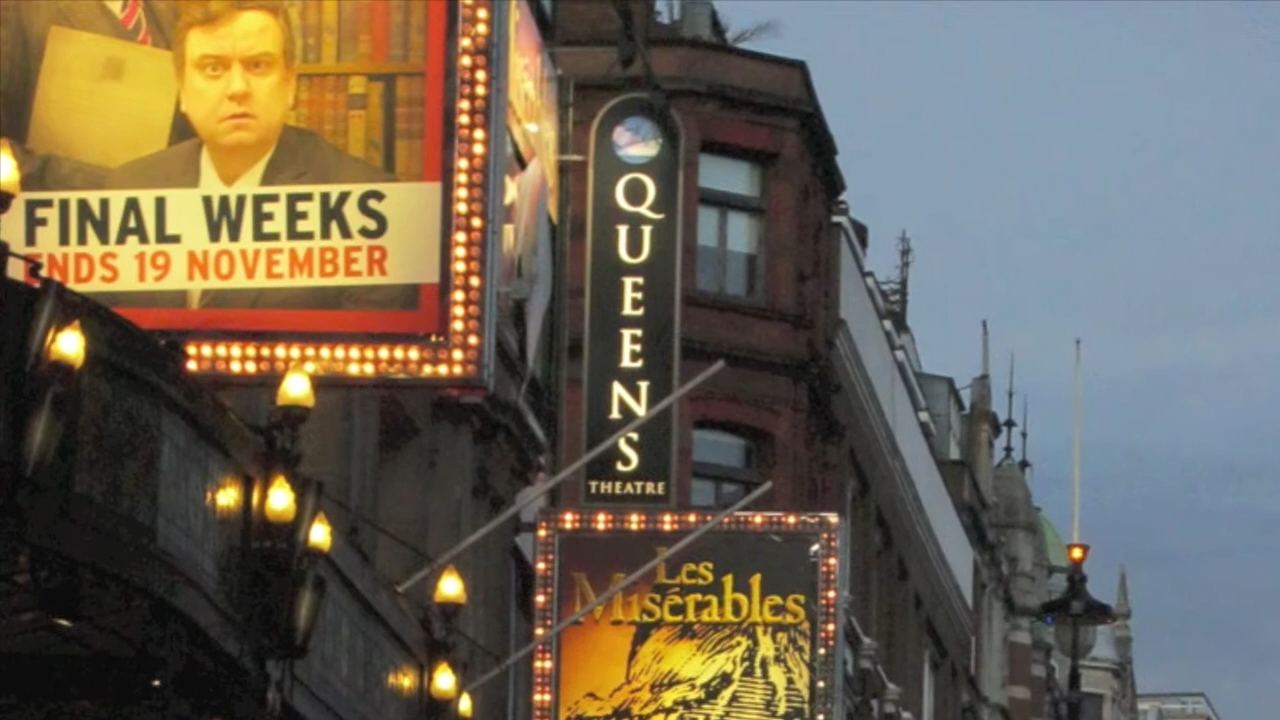 FINAL WEEKS
ENDS 19 NOVEMBER
QUEENS
THEATRE
Les
Misérables